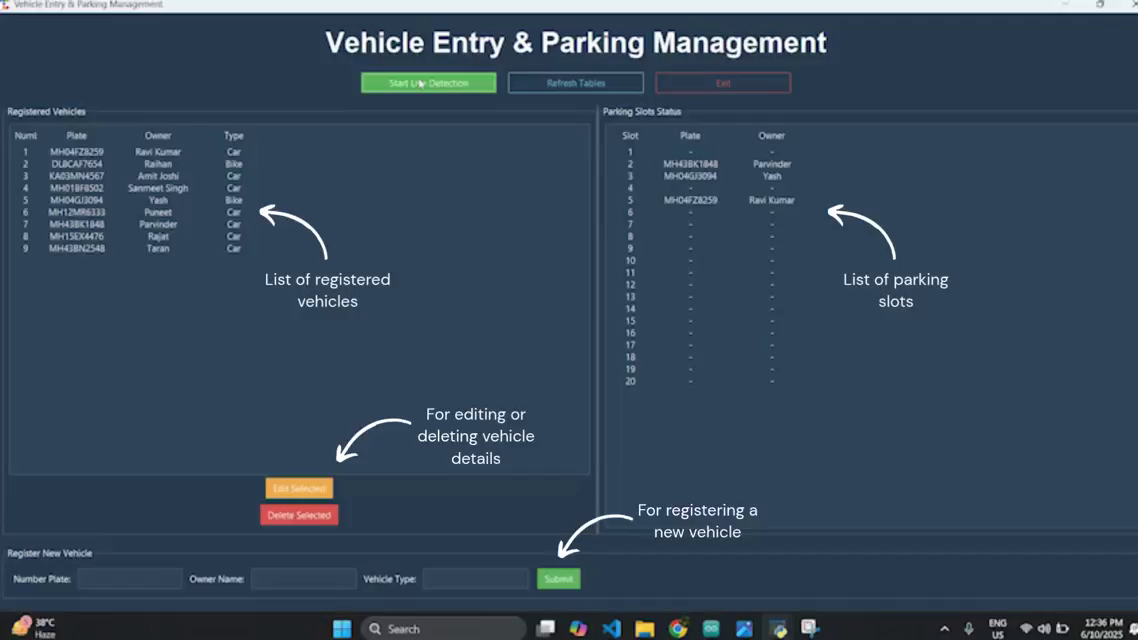 Vehicle Entry & Parking Management
Vehicle Entry & Parking Management
Start Live Detection Refresh Tables Exit
Registered Vehicles
Num Plate Owner Type
1 MH04FZ8259 Ravi Kumar Car
2 DL8CAF7654 Raihan Bike
3 KA03MN4567 Amit Joshi Car
4 MH01BF8502 Sanmeet Singh Car
5 MH04GJ3094 Yash Bike
6 MH12MR6333 Puneet Car
7 MH43BK1848 Parvinder Car
8 MH15EX4476 Rajat Car
9 MH43BN2548 Taran Car
List of registered
vehicles
For editing or
deleting vehicle
details
Edit Selected
Delete Selected
Parking Slots Status
Slot Plate Owner
1 - -
2 MH43BK1848 Parvinder
3 MH04GJ3094 Yash
4 - -
5 MH04FZ8259 Ravi Kumar
6 - -
7 - -
8 - -
9 - -
10 - -
11 - -
12 - -
13 - -
14 - -
15 - -
16 - -
17 - -
18 - -
19 - -
20 - -
List of parking
slots
For registering a
new vehicle
Register New Vehicle
Number Plate: Owner Name: Vehicle Type: Submit
38°C
Haze
Search
ENG
US
12:36 PM
6/10/2025